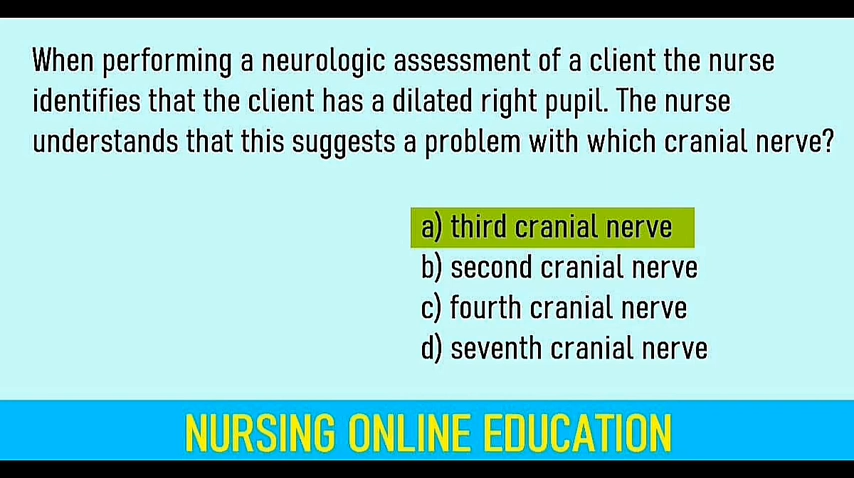 When performing a neurologic assessment of a client the nurse
identifies that the client has a dilated right pupil. The nurse
understands that this suggests a problem with which cranial nerve?
a) third cranial nerve
b) second cranial nerve
c) fourth cranial nerve
d) seventh cranial nerve
NURSING ONLINE EDUCATION